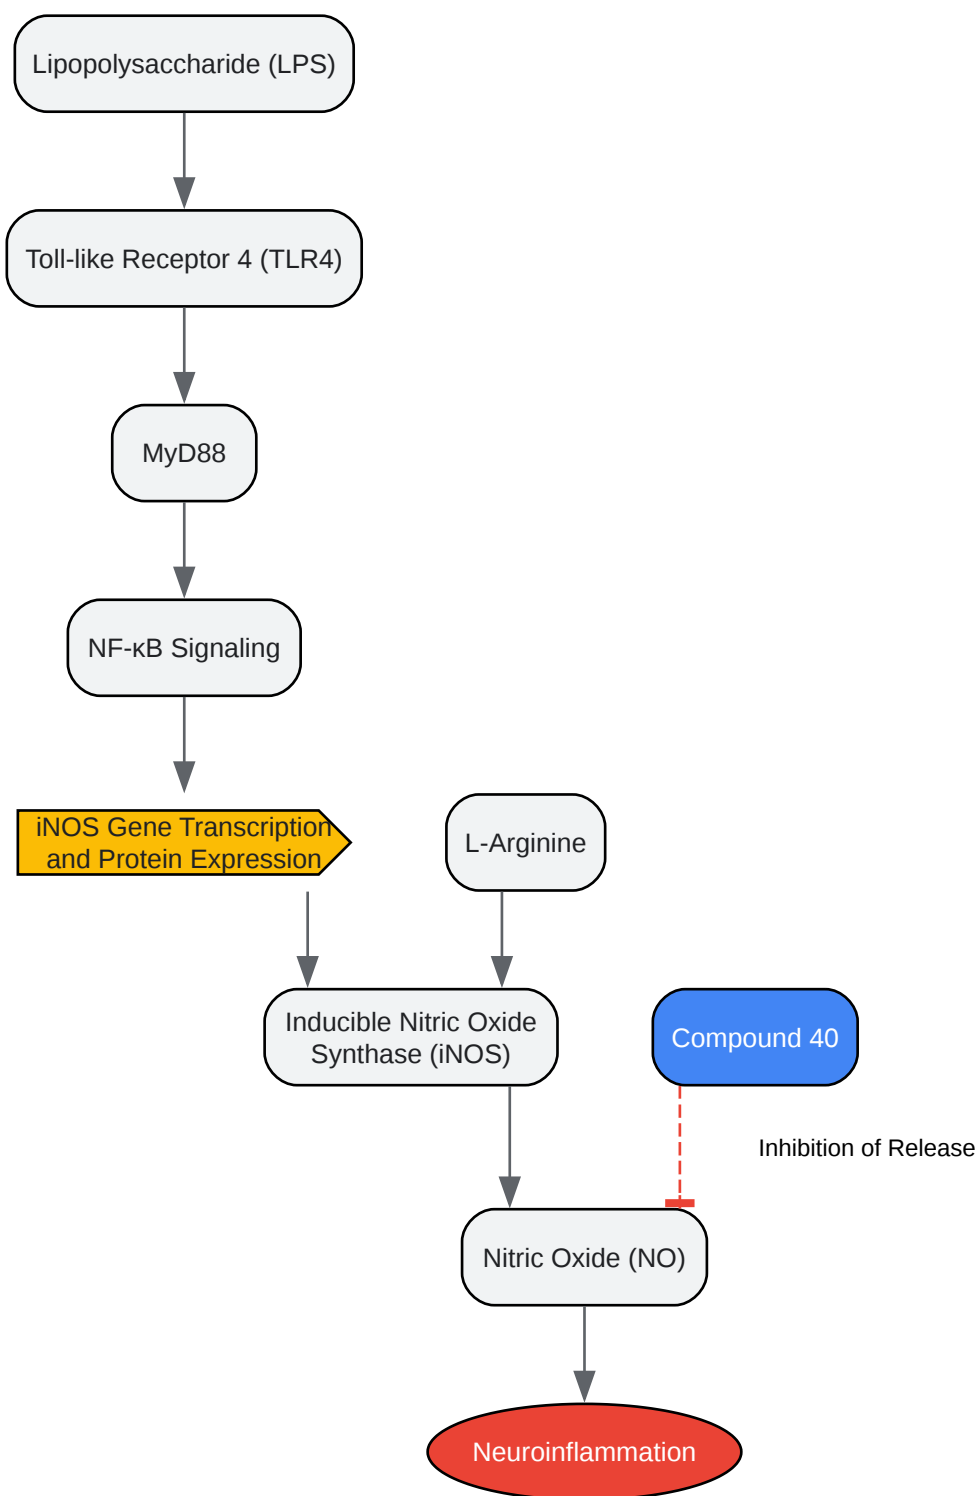 Lipopolysaccharide (LPS)
Toll-like Receptor 4 (TLR4)
MyD88
NF-κB Signaling
iNOS Gene Transcription
and Protein Expression
L-Arginine
Inducible Nitric Oxide
Synthase (iNOS)
Compound 40
Inhibition of Release
Nitric Oxide (NO)
Neuroinflammation